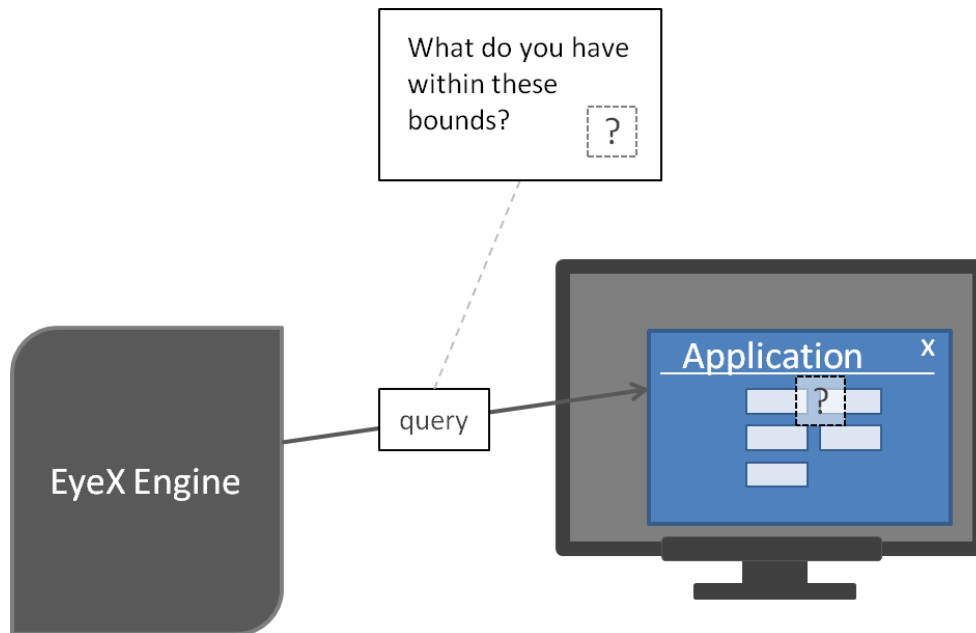 What do you have
within these
bounds?
?
Application
X
?
query
EyeX Engine